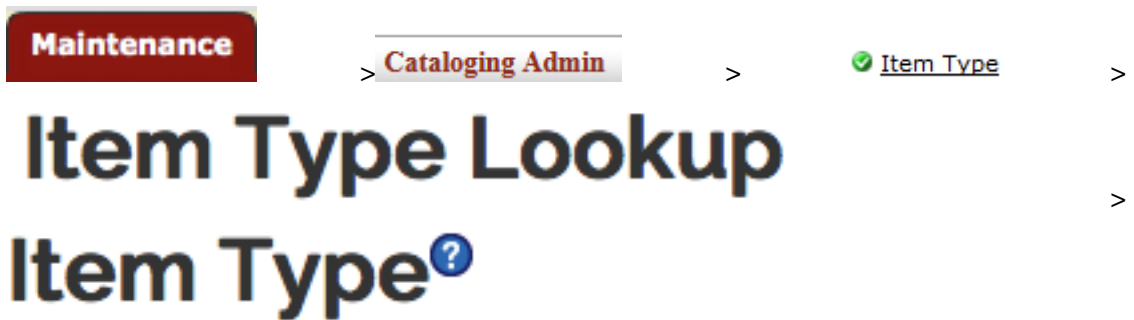 Maintenance > Cataloging Admin > Item Type >
Item Type Lookup >
Item Type ?